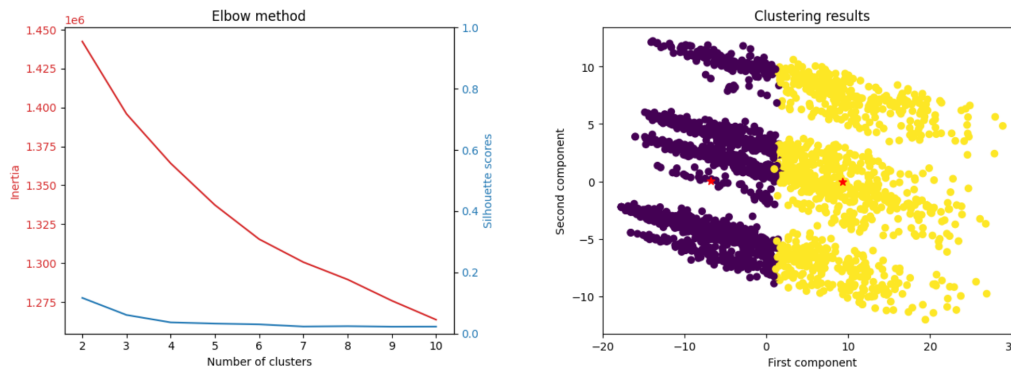 Elbow method
1e6
1.450
1.425
1.400
1.375
1.350
1.325
1.300
1.275
Inertia
2 3 4 5 6 7 8 9 10
Number of clusters
1.0
0.8
0.6
0.4
0.2
0.0
Silhouette scores
Clustering results
10
5
0
−5
−10
Second component
−20 −10 0 10 20 30
First component